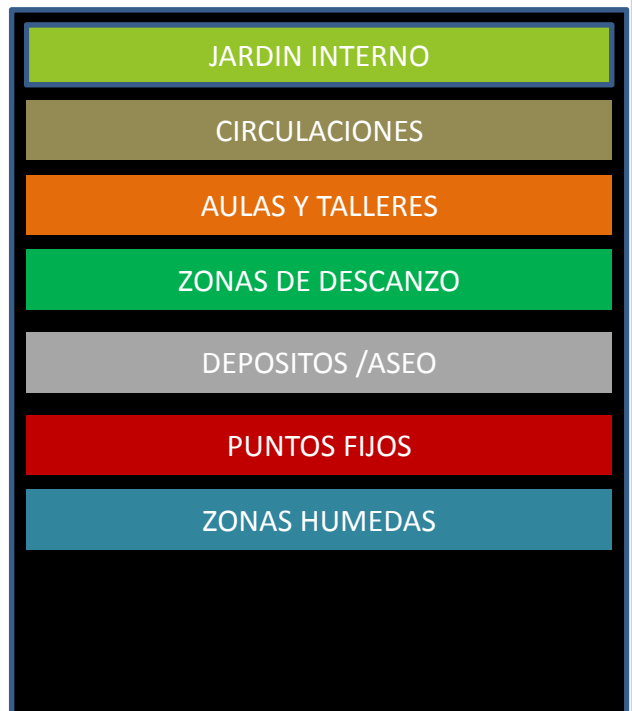 JARDIN INTERNO
CIRCULACIONES
AULAS Y TALLERES
ZONAS DE DESCANZO
DEPOSITOS /ASEO
PUNTOS FIJOS
ZONAS HUMEDAS